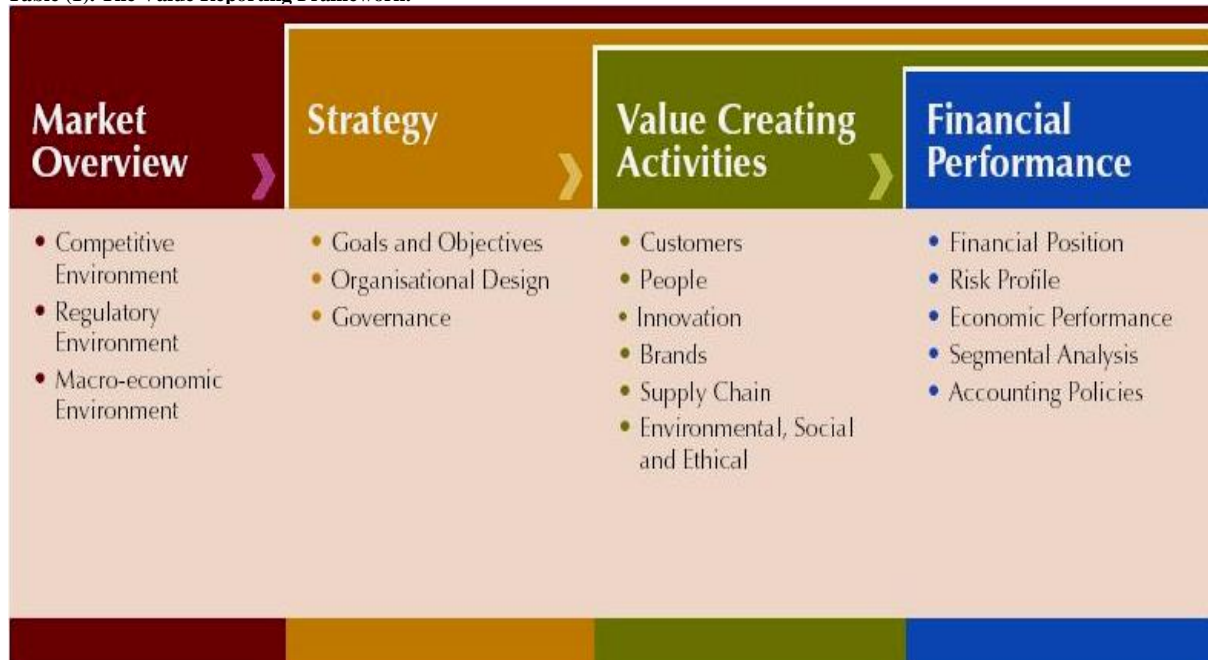 Market
Overview
Strategy
Value Creating
Activities
Financial
Performance
• Competitive
Environment
• Regulatory
Environment
• Macro-economic
Environment
• Goals and Objectives
• Organisational Design
• Governance
• Customers
• People
• Innovation
• Brands
• Supply Chain
• Environmental, Social
and Ethical
• Financial Position
• Risk Profile
• Economic Performance
• Segmental Analysis
• Accounting Policies